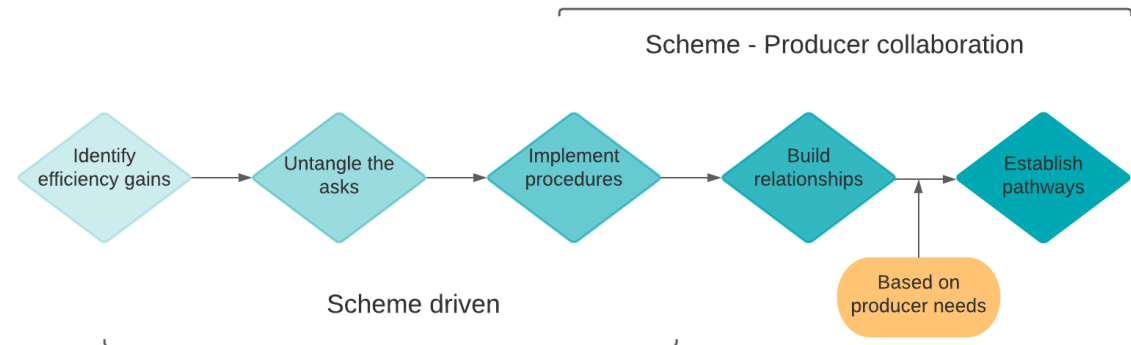 Scheme - Producer collaboration
Identify
efficiency gains
Untangle the
asks
Implement
procedures
Build
relationships
Establish
pathways
Based on
producer needs
Scheme driven